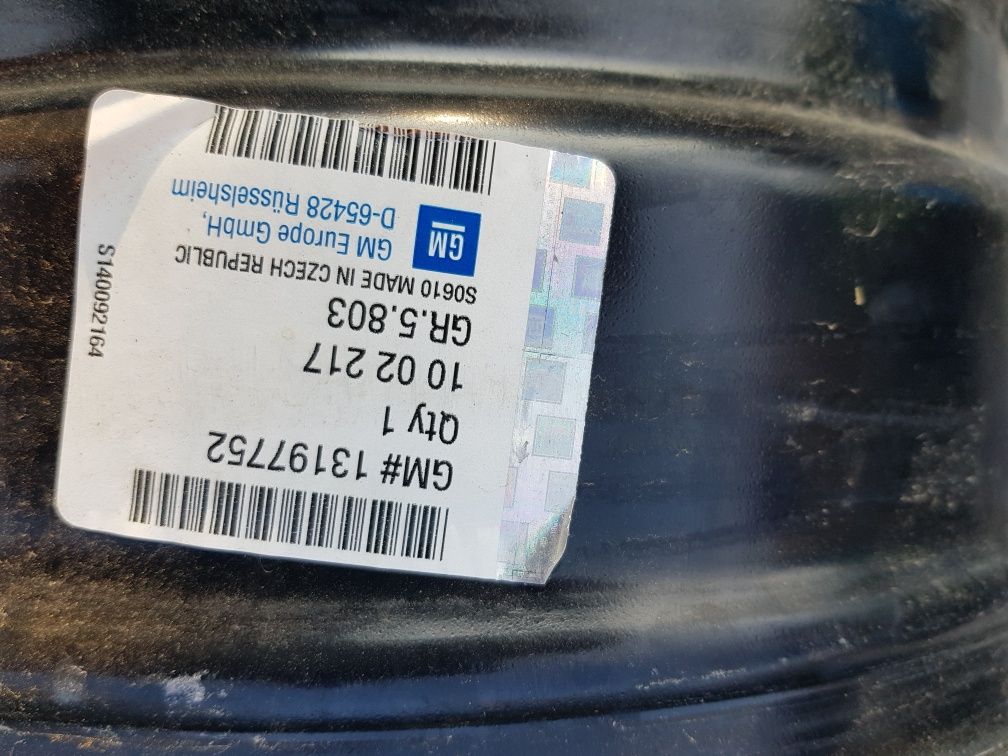 GM# 13197752
Qty 1
10 02 217
GR.5.803
S0610 MADE IN CZECH REPUBLIC
GM
GM Europe GmbH,
D-65428 Rüsselsheim
S140092164